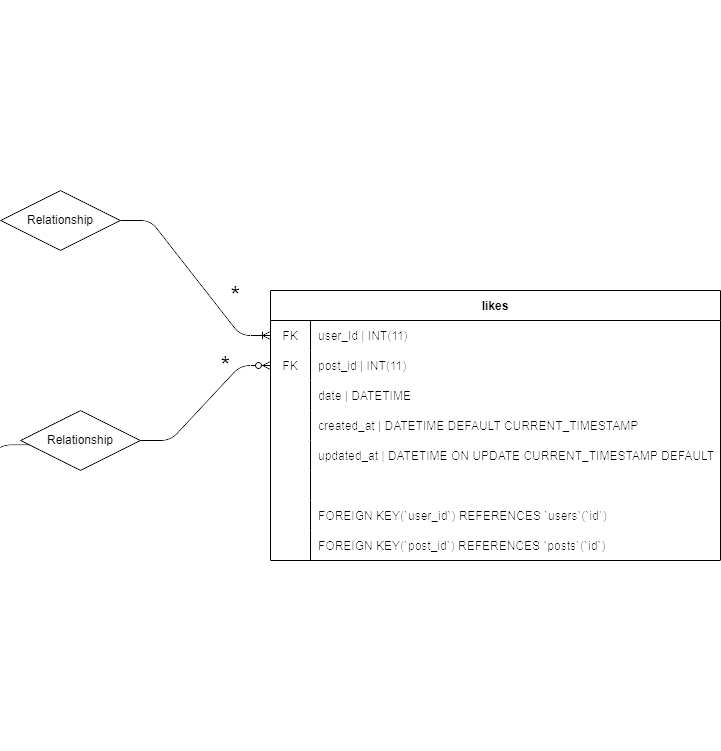 Relationship
*
likes
FK user_Id | INT(11)
*
FK post_id | INT(11)
date | DATETIME
created_at | DATETIME DEFAULT CURRENT_TIMESTAMP
Relationship
updated_at | DATETIME ON UPDATE CURRENT_TIMESTAMP DEFAULT
FOREIGN KEY(`user_id`) REFERENCES `users`(`id`)
FOREIGN KEY(`post_id`) REFERENCES `posts`(`id`)